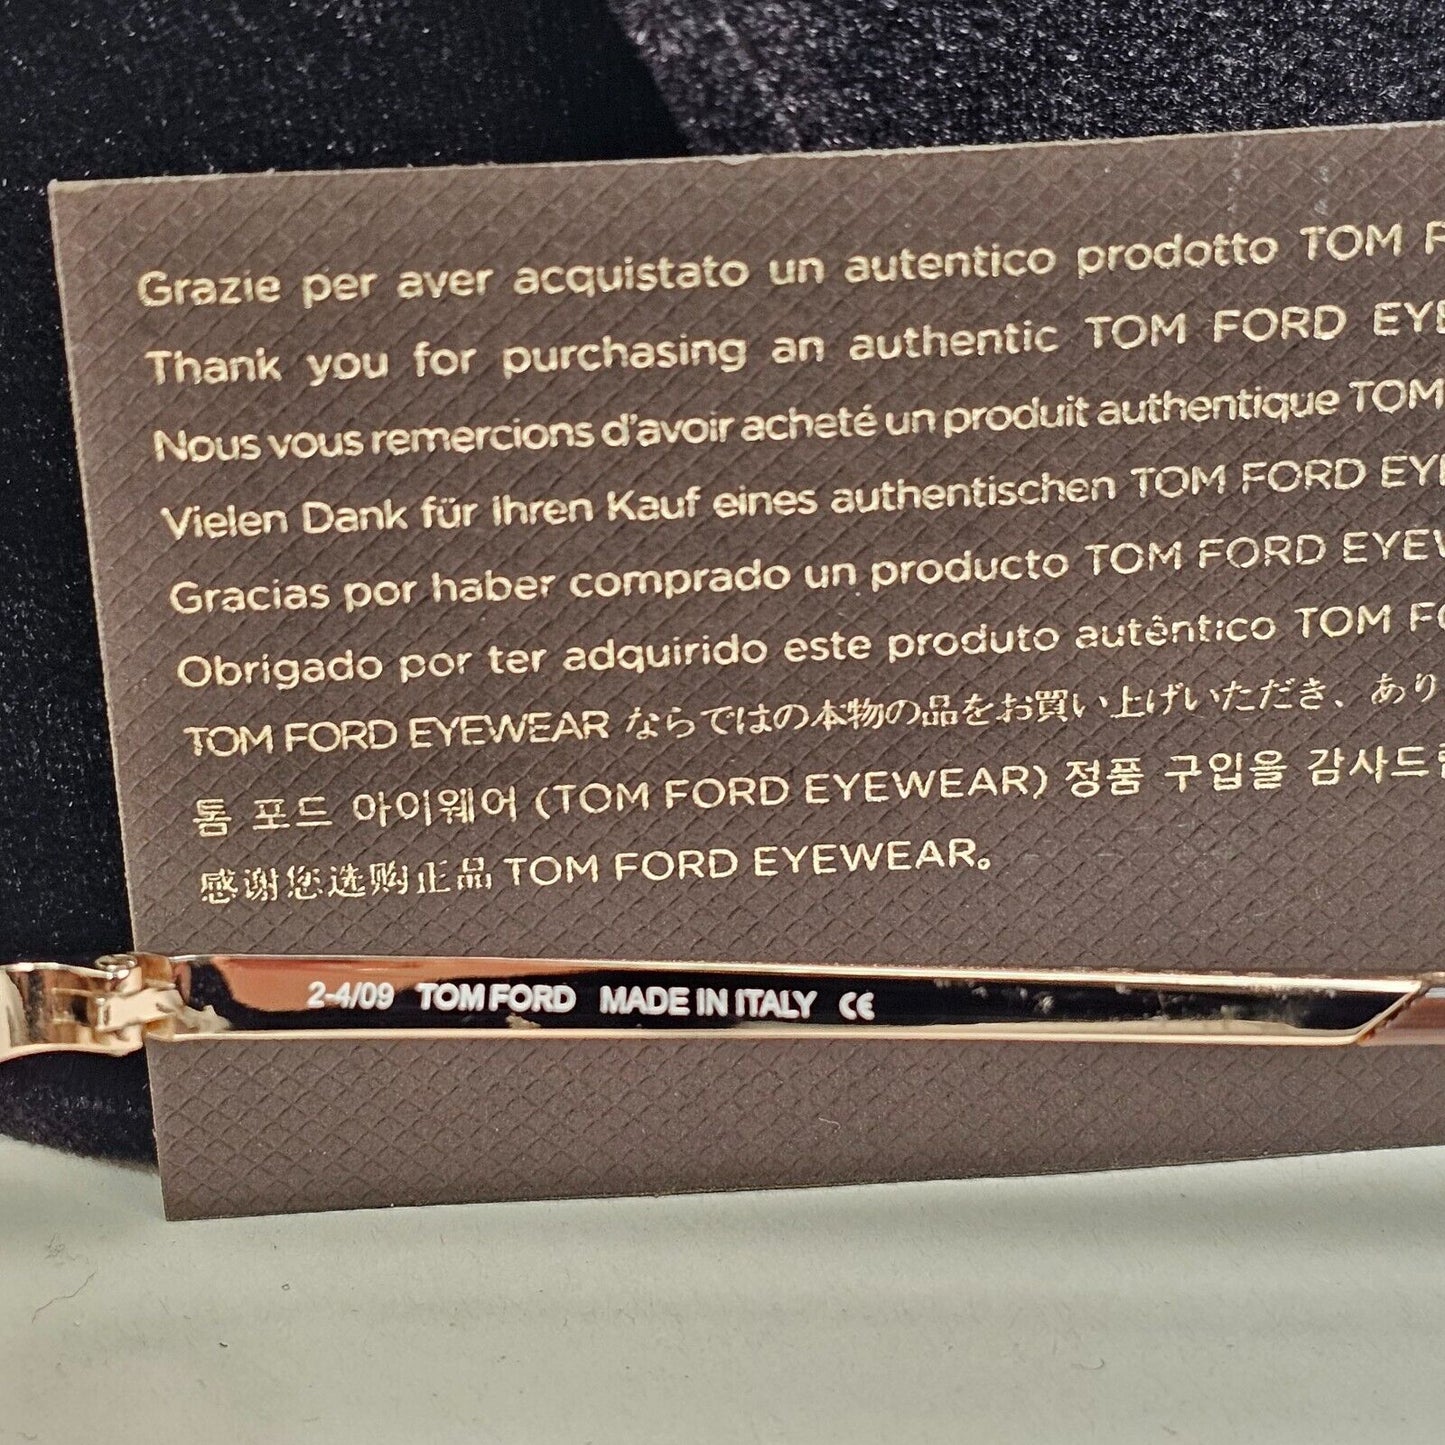 Grazie per aver acquistato un autentico prodotto TOM
Thank you for purchasing an authentic TOM FORD
Nous vous remercions d'avoir acheté un produit authentique TOM
Vielen Dank für Ihren Kauf eines authentischen TOM FORD
Gracias por haber comprado un producto TOM FORD
Obrigado por ter adquirido este produto autêntico TOM
TOM FORD EYEWEAR ならではの本物の品をお買い上げいただき、あり
톰 포드 아이웨어 (TOM FORD EYEWEAR) 정품 구입을 감사드
感谢您选购正品 TOM FORD EYEWEAR。
2-4/09 TOM FORD MADE IN ITALY CE